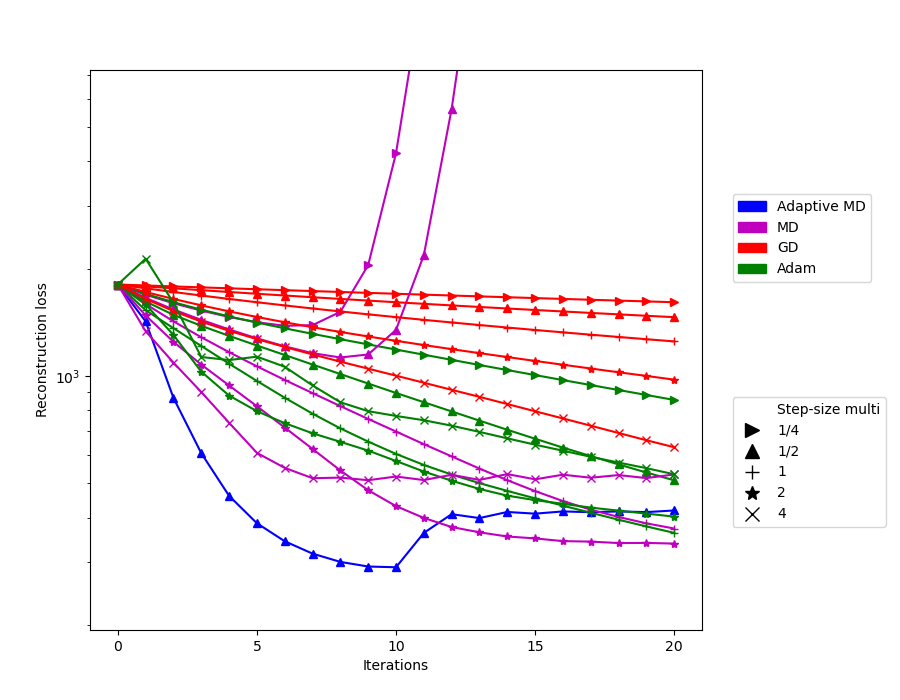 Reconstruction loss
10³
0
5
10
15
20
Iterations
Adaptive MD
MD
GD
Adam
Step-size multi
1/4
1/2
1
2
4